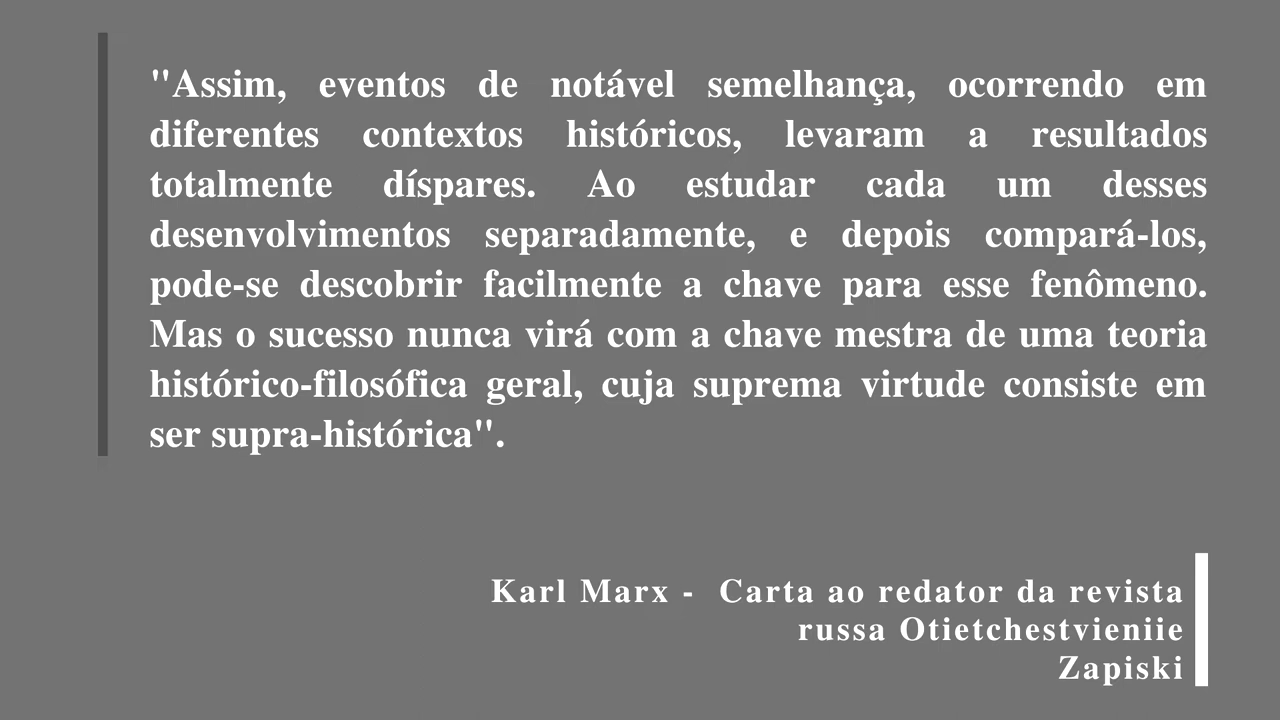 "Assim, eventos de notável semelhança, ocorrendo em
diferentes contextos históricos, levaram a resultados
totalmente díspares. Ao estudar cada um desses
desenvolvimentos separadamente, e depois compará-los,
pode-se descobrir facilmente a chave para esse fenômeno.
Mas o sucesso nunca virá com a chave mestra de uma teoria
histórico-filosófica geral, cuja suprema virtude consiste em
ser supra-histórica".
Karl Marx - Carta ao redator da revista
russa Otietchestvieniie
Zapiski